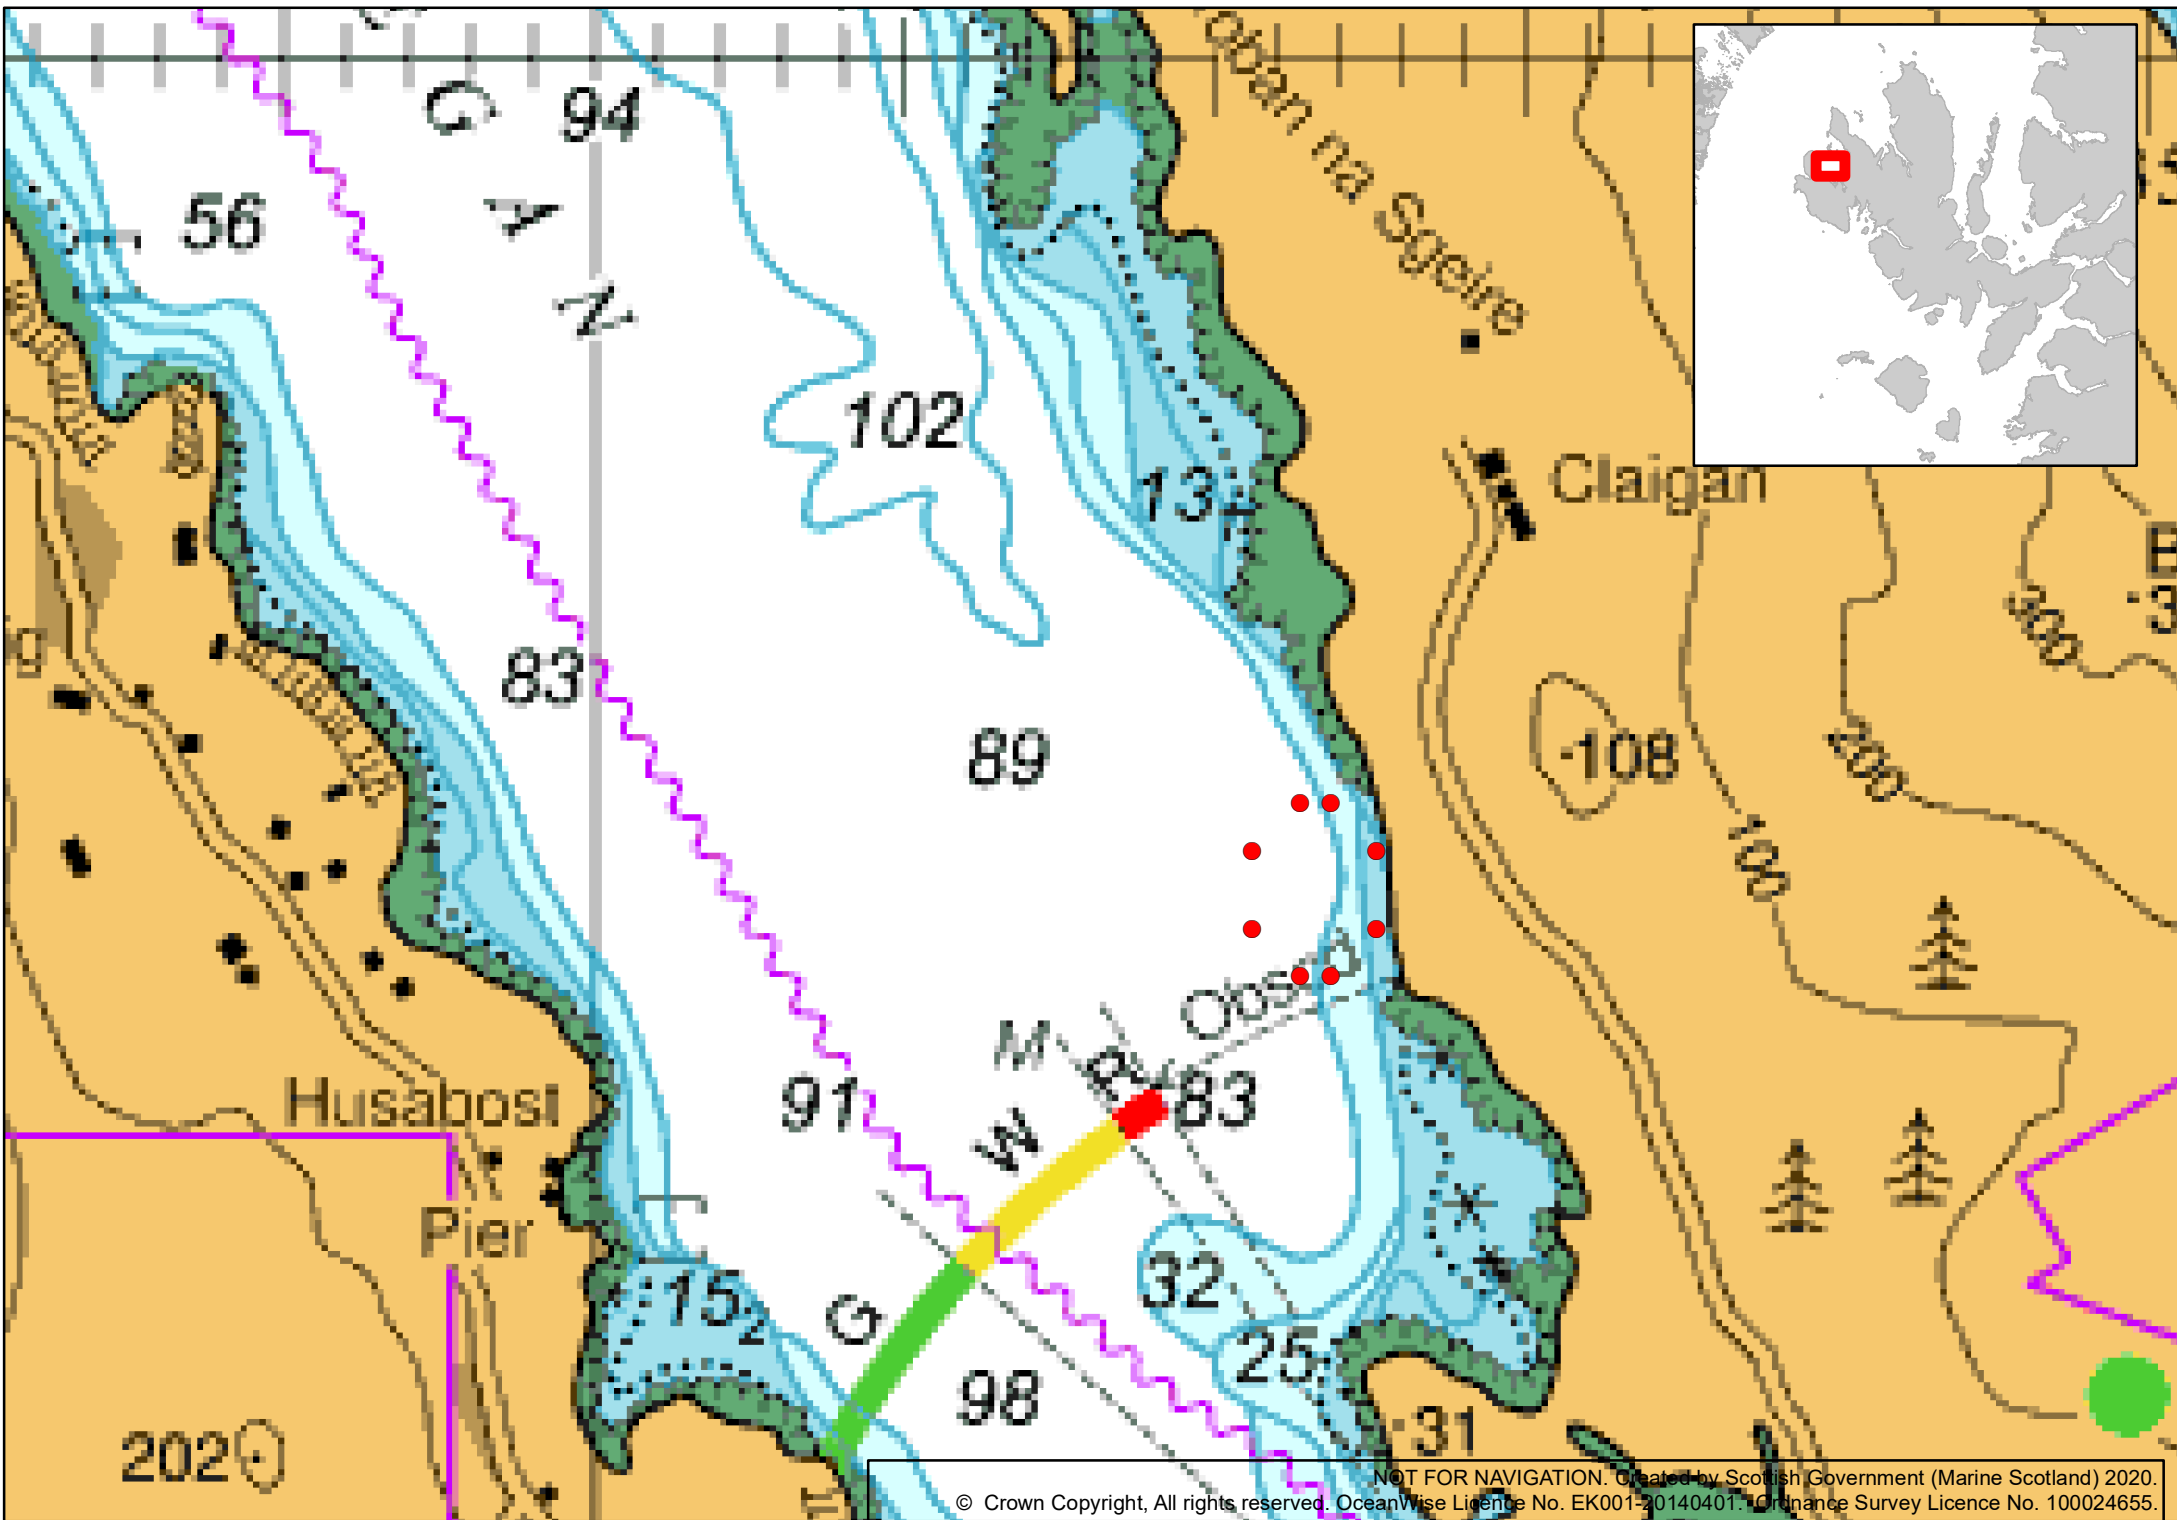 G
94
A
56
N
oban na Sgeire
102
13
Claigan
300
83
89
108
200
100
Obscd
M
R
Husabost
91
83
W
Pier
32
15₂
G
25
98
31
202
NOT FOR NAVIGATION. Created by Scottish Government (Marine Scotland) 2020.
© Crown Copyright, All rights reserved. OceanWise Licence No. EK001-20140401. Ordnance Survey Licence No. 100024655.